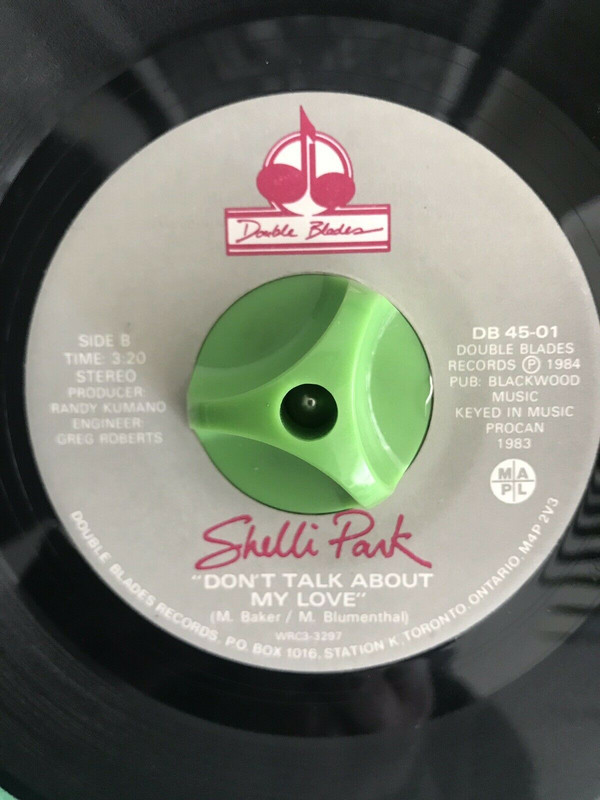 Double Blades
SIDE B
TIME: 3:20
STEREO
PRODUCER:
RANDY KUMANO
ENGINEER:
GREG ROBERTS
DB 45-01
DOUBLE BLADES
RECORDS Ⓟ 1984
PUB: BLACKWOOD
MUSIC
KEYED IN MUSIC
PROCAN
1983
MA
PL
Shelli Park
"DON'T TALK ABOUT
MY LOVE"
(M. Baker / M. Blumenthal)
WRC3-3297
DOUBLE BLADES RECORDS, P.O. BOX 1016, STATION K, TORONTO, ONTARIO, M4P 2V3